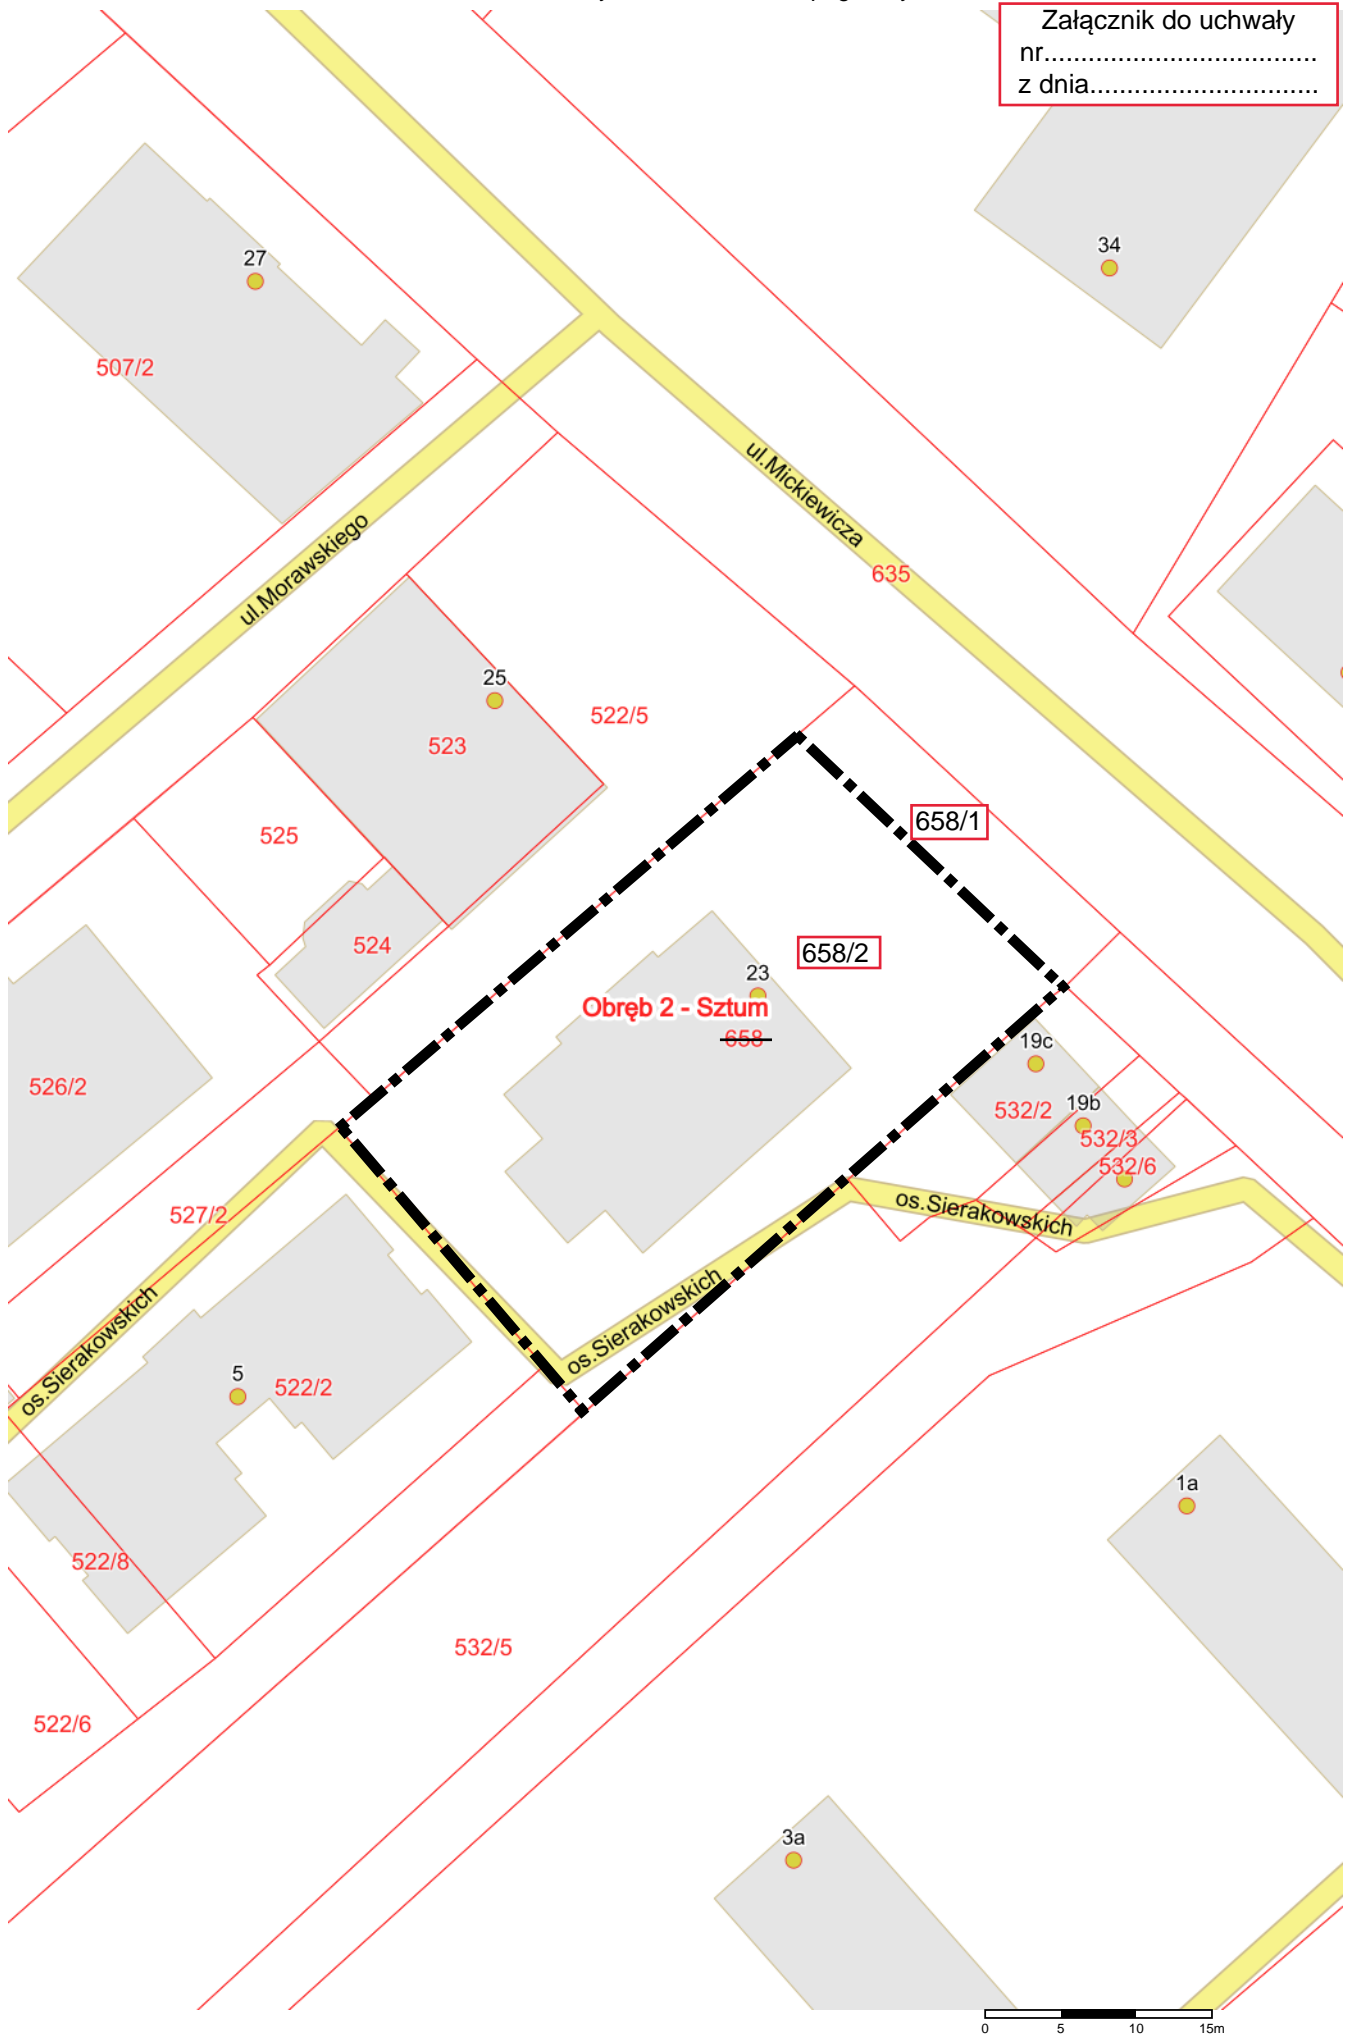 Załącznik do uchwały
nr.....................................
z dnia...............................
34
27
507/2
ul.Mickiewicza
ul.Morawskiego
635
25
522/5
523
658/1
525
524
658/2
23
Obręb 2 - Sztum
658
19c
526/2
19b
532/2
532/3
532/6
os.Sierakowskich
527/2
os.Sierakowskich
os.Sierakowskich
5
522/2
1a
522/8
532/5
522/6
3a
0 5 10 15m